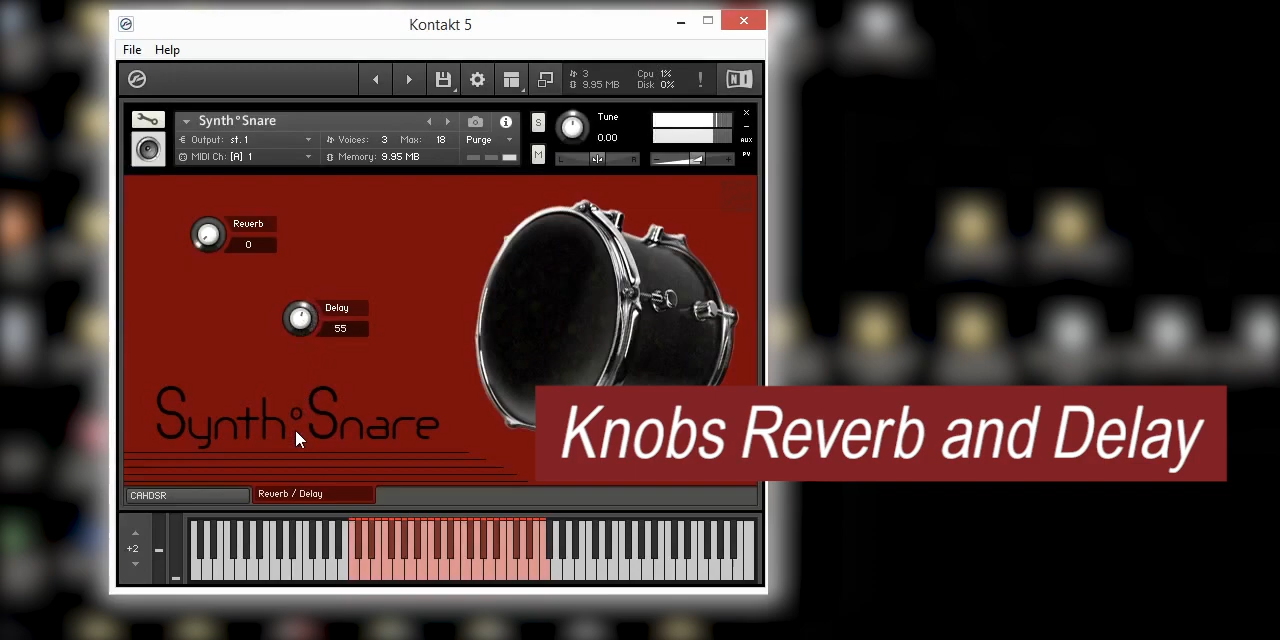 Kontakt 5
File Help
3
9.95 MB
Cpu 1%
Disk 0%
!
NI
Synth°Snare
Output: st.1
Voices: 3 Max: 18
Purge
MIDI Ch: [A] 1
Memory: 9.95 MB
S
M
Tune
0.00
L R
- +
AUX
PV
Reverb
0
Delay
55
Synth°Snare
Knobs Reverb and Delay
CAHDSR
Reverb / Delay
+2